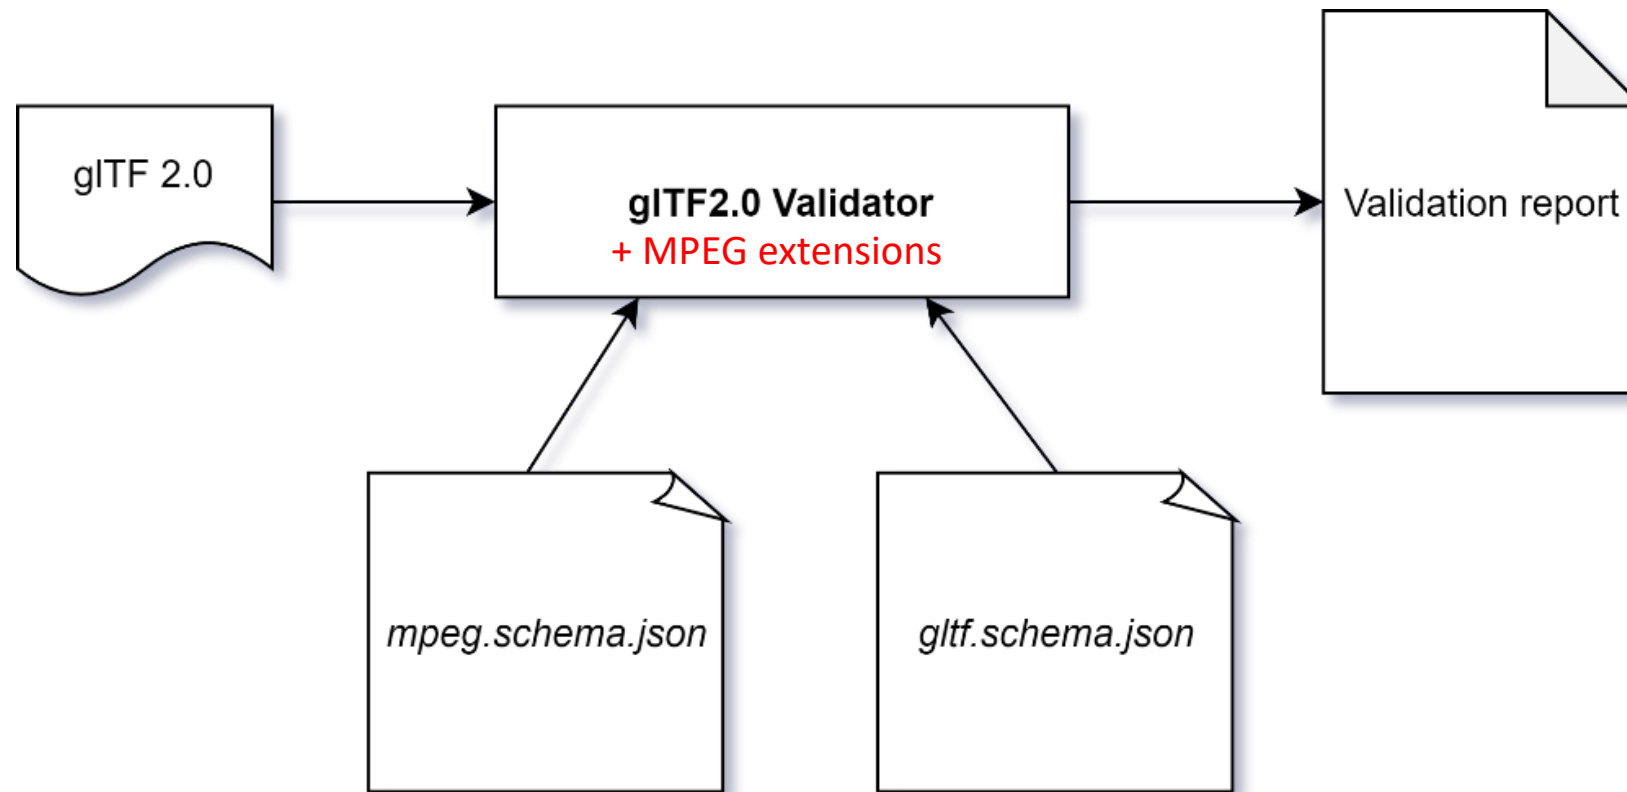 glTF 2.0
glTF2.0 Validator
+ MPEG extensions
Validation report
mpeg.schema.json
gltf.schema.json